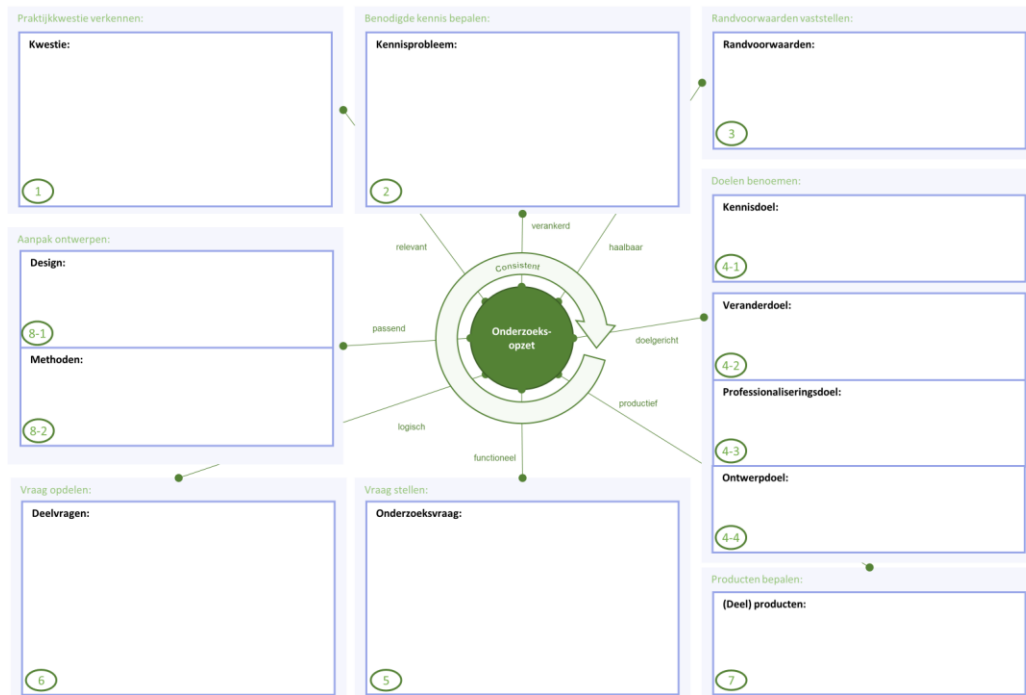 Praktijkkwestie verkennen:
Kwestie:
1
Benodigde kennis bepalen:
Kennisprobleem:
2
Randvoorwaarden vaststellen:
Randvoorwaarden:
3
Doelen benoemen:
Kennisdoel:
4-1
Veranderdoel:
4-2
Professionaliseringsdoel:
4-3
Ontwerpdoel:
4-4
Aanpak ontwerpen:
Design:
8-1
Methoden:
8-2
relevant
verankerd
haalbaar
Consistent
passend
Onderzoeks-
opzet
doelgericht
logisch
productief
functioneel
Vraag opdelen:
Deelvragen:
6
Vraag stellen:
Onderzoeksvraag:
5
Producten bepalen:
(Deel) producten:
7